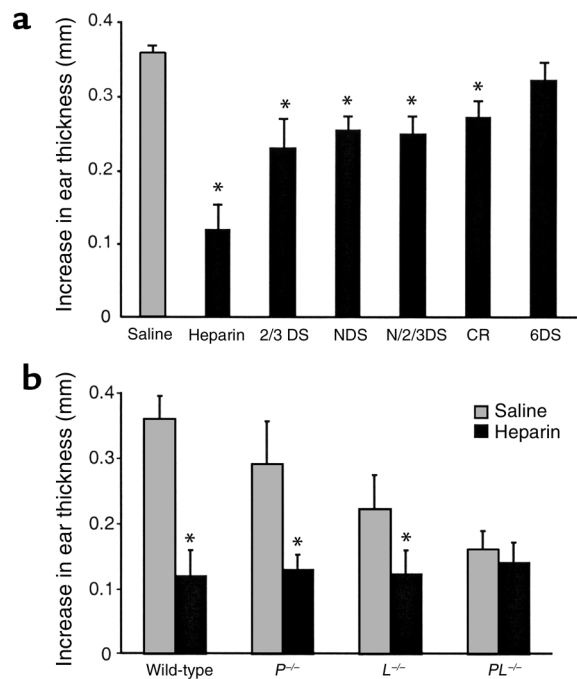 a
Increase in ear thickness (mm)
0.4
0.3
0.2
0.1
0
*
*
*
*
*
Saline Heparin 2/3 DS NDS N/2/3DS CR 6DS
b
Increase in ear thickness (mm)
0.4
0.3
0.2
0.1
0
Saline
Heparin
*
*
*
Wild-type P–/– L–/– PL–/–